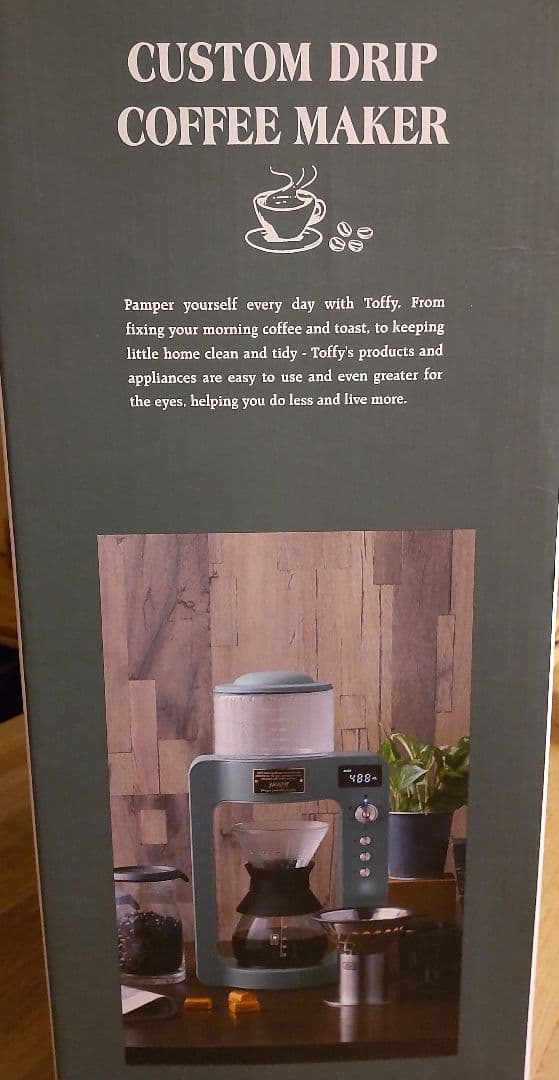 CUSTOM DRIP
COFFEE MAKER
Pamper yourself every day with Toffy. From
fixing your morning coffee and toast, to keeping
little home clean and tidy - Toffy's products and
appliances are easy to use and even greater for
the eyes, helping you do less and live more.
488